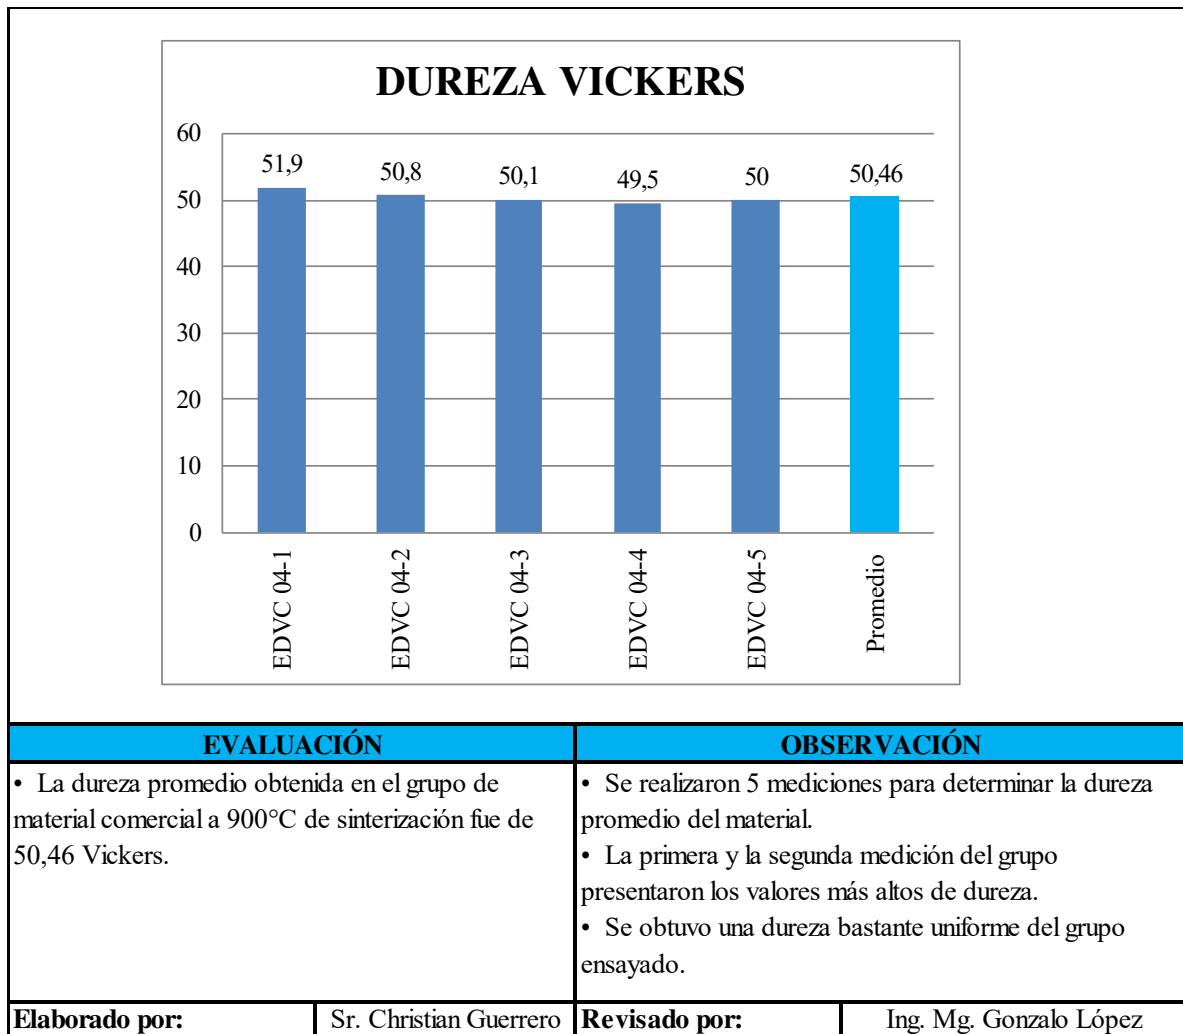 DUREZA VICKERS
60
50
40
30
20
10
0
51,9
50,8
50,1
49,5
50
50,46
EDVC 04-1
EDVC 04-2
EDVC 04-3
EDVC 04-4
EDVC 04-5
Promedio
EVALUACIÓN
• La dureza promedio obtenida en el grupo de
material comercial a 900°C de sinterización fue de
50,46 Vickers.
OBSERVACIÓN
• Se realizaron 5 mediciones para determinar la dureza
promedio del material.
• La primera y la segunda medición del grupo
presentaron los valores más altos de dureza.
• Se obtuvo una dureza bastante uniforme del grupo
ensayado.
Elaborado por:
Sr. Christian Guerrero
Revisado por:
Ing. Mg. Gonzalo López